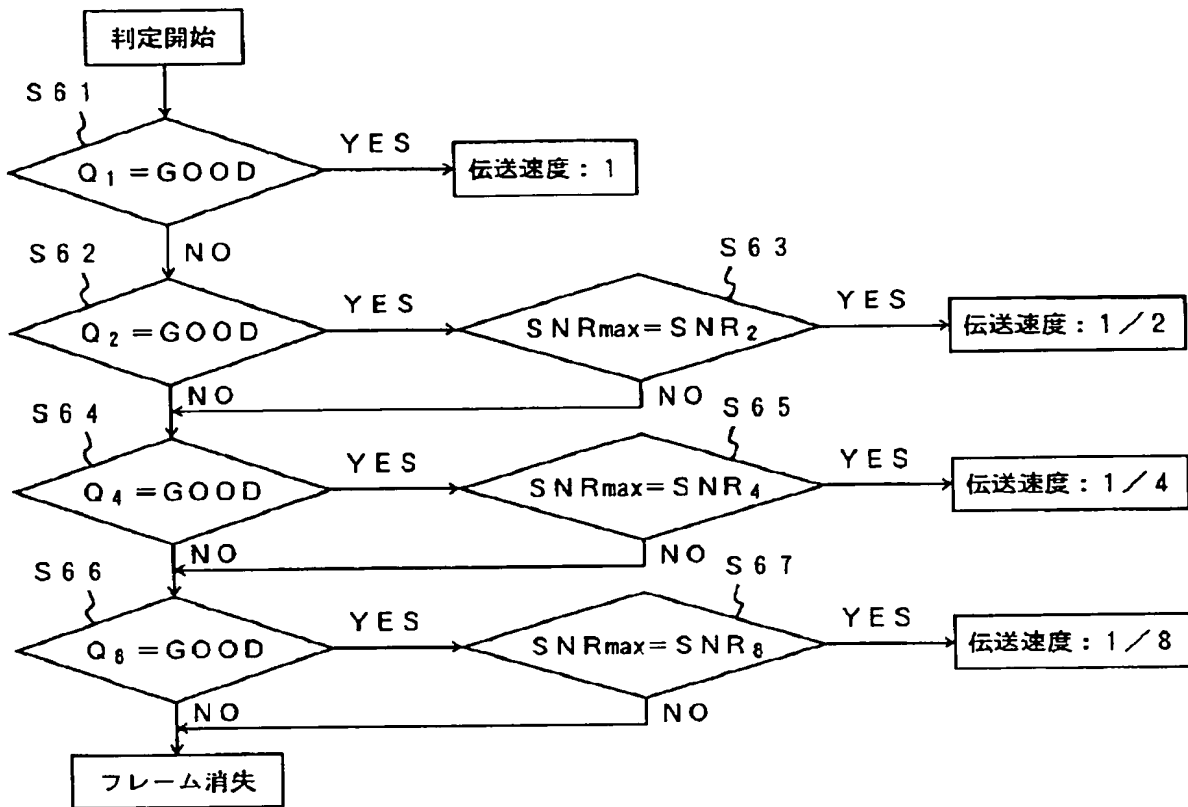 判定開始
S61
Q1=GOOD
YES
伝送速度:1
NO
S62
Q2=GOOD
YES
S63
SNRmax=SNR2
YES
伝送速度:1/2
NO
NO
S64
Q4=GOOD
YES
S65
SNRmax=SNR4
YES
伝送速度:1/4
NO
NO
S66
Q8=GOOD
YES
S67
SNRmax=SNR8
YES
伝送速度:1/8
NO
NO
フレーム消失